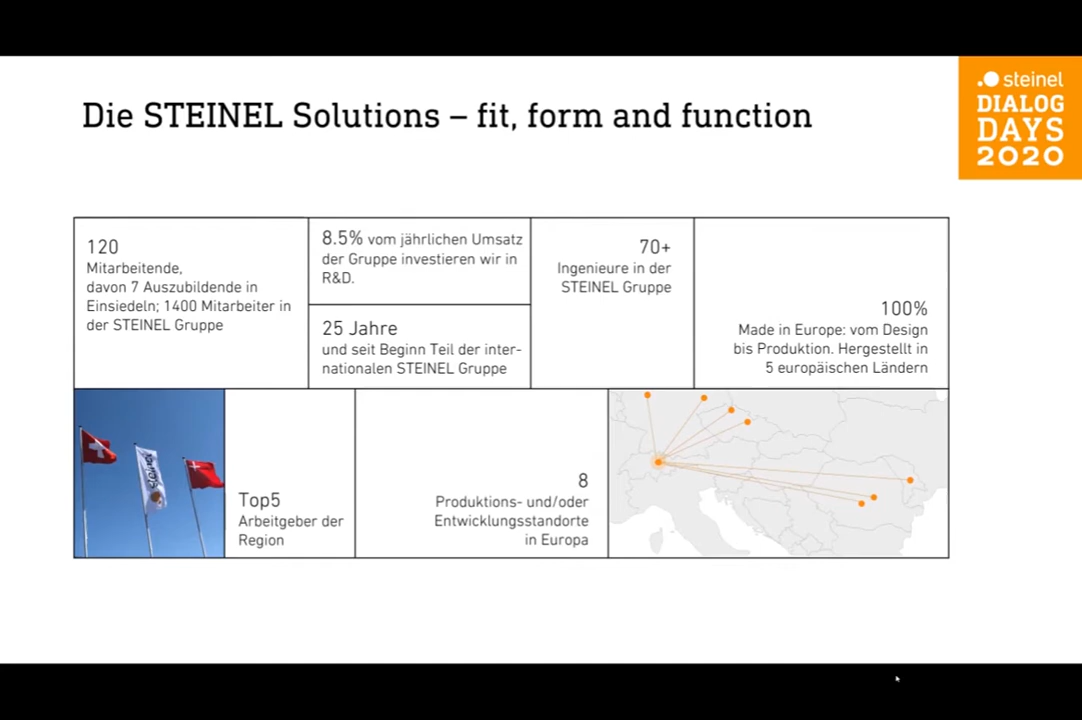 Die STEINEL Solutions – fit, form and function
steinel
DIALOG
DAYS
2020
120
Mitarbeitende,
davon 7 Auszubildende in
Einsiedeln; 1400 Mitarbeiter in
der STEINEL Gruppe
8.5% vom jährlichen Umsatz
der Gruppe investieren wir in
R&D.
25 Jahre
und seit Beginn Teil der inter-
nationalen STEINEL Gruppe
70+
Ingenieure in der
STEINEL Gruppe
100%
Made in Europe: vom Design
bis Produktion. Hergestellt in
5 europäischen Ländern
steinel
Top5
Arbeitgeber der
Region
8
Produktions- und/oder
Entwicklungsstandorte
in Europa